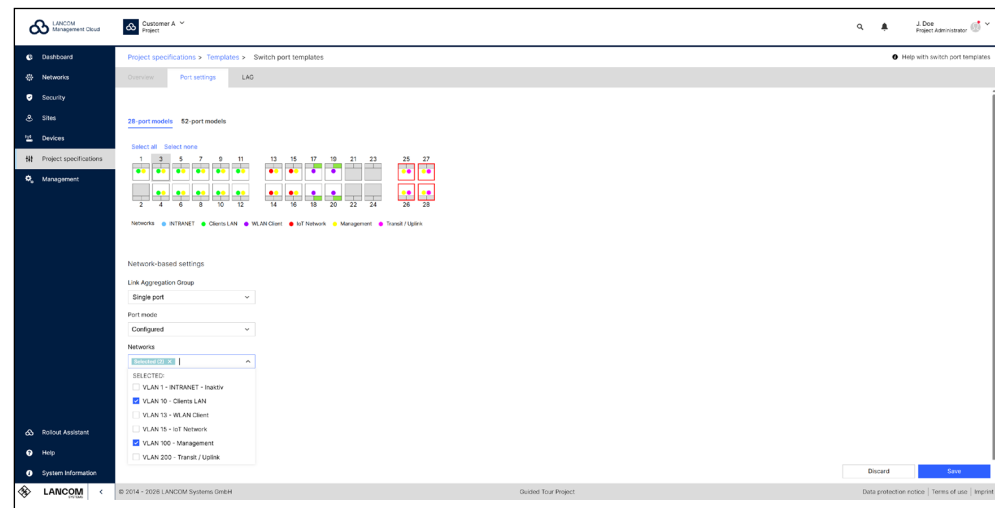 LANCOM
Management Cloud
Customer A
Project
J. Doe
Project Administrator
Dashboard
Networks
Security
Sites
Devices
Project specifications
Management
Rollout Assistant
Help
System Information
LANCOM
SYSTEMS
Project specifications > Templates > Switch port templates
Help with switch port templates
Overview Port settings LAG
28-port models 52-port models
Select all Select none
1 3 5 7 9 11 13 15 17 19 21 23 25 27
2 4 6 8 10 12 14 16 18 20 22 24 26 28
Networks INTRANET Clients LAN WLAN Client IoT Network Management Transit / Uplink
Network-based settings
Link Aggregation Group
Single port
Port mode
Configured
Networks
Selected (2) ×
SELECTED:
VLAN 1 - INTRANET - Inaktiv
VLAN 10 - Clients LAN
VLAN 13 - WLAN Client
VLAN 15 - IoT Network
VLAN 100 - Management
VLAN 200 - Transit / Uplink
Discard Save
© 2014 - 2026 LANCOM Systems GmbH Guided Tour Project Data protection notice | Terms of use | Imprint